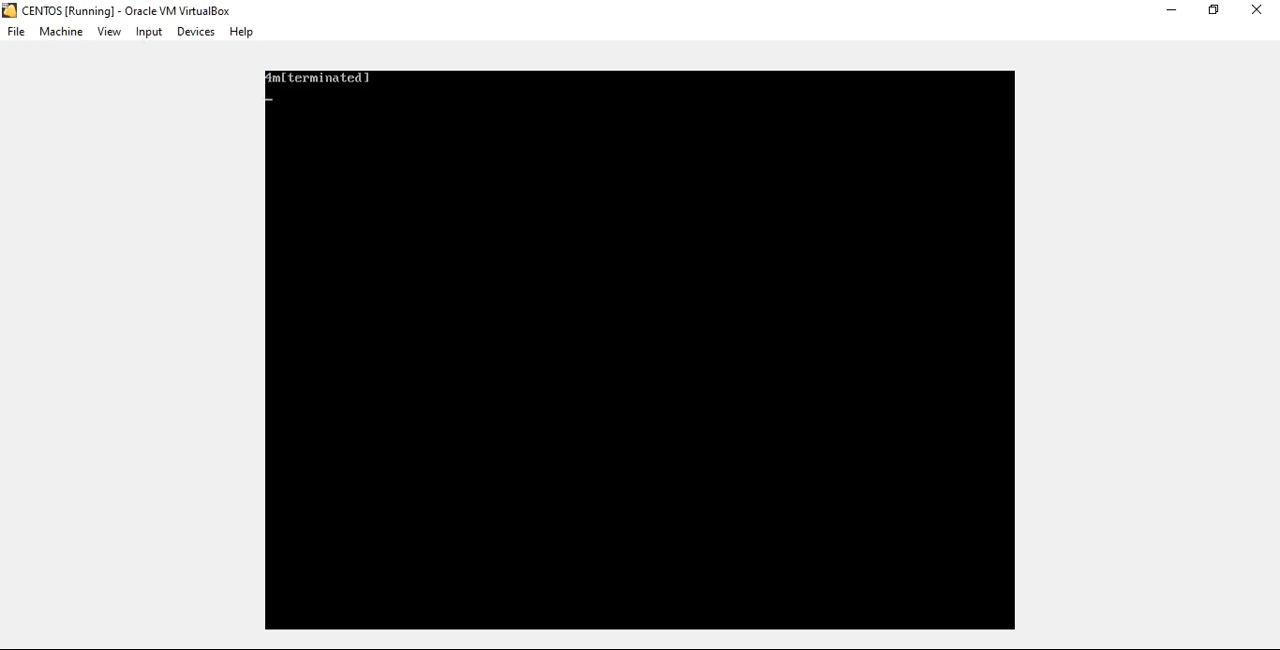 CENTOS [Running] - Oracle VM VirtualBox
File Machine View Input Devices Help
4m[terminated]
_